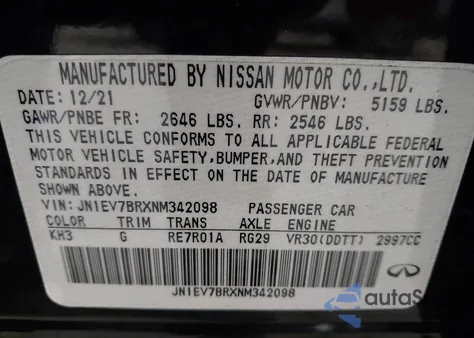 MANUFACTURED BY NISSAN MOTOR CO.,LTD.
DATE: 12/21 GVWR/PNBV: 5159 LBS.
GAWR/PNBE FR: 2646 LBS. RR: 2546 LBS.
THIS VEHICLE CONFORMS TO ALL APPLICABLE FEDERAL
MOTOR VEHICLE SAFETY, BUMPER,AND THEFT PREVENTION
STANDARDS IN EFFECT ON THE DATE OF MANUFACTURE
SHOWN ABOVE.
VIN: JN1EV7BRXNM342098 PASSENGER CAR
COLOR TRIM TRANS AXLE ENGINE
KH3 G RE7R01A RG29 VR30(DDTT) 2997CC
JN1EV7BRXNM342098
autaS